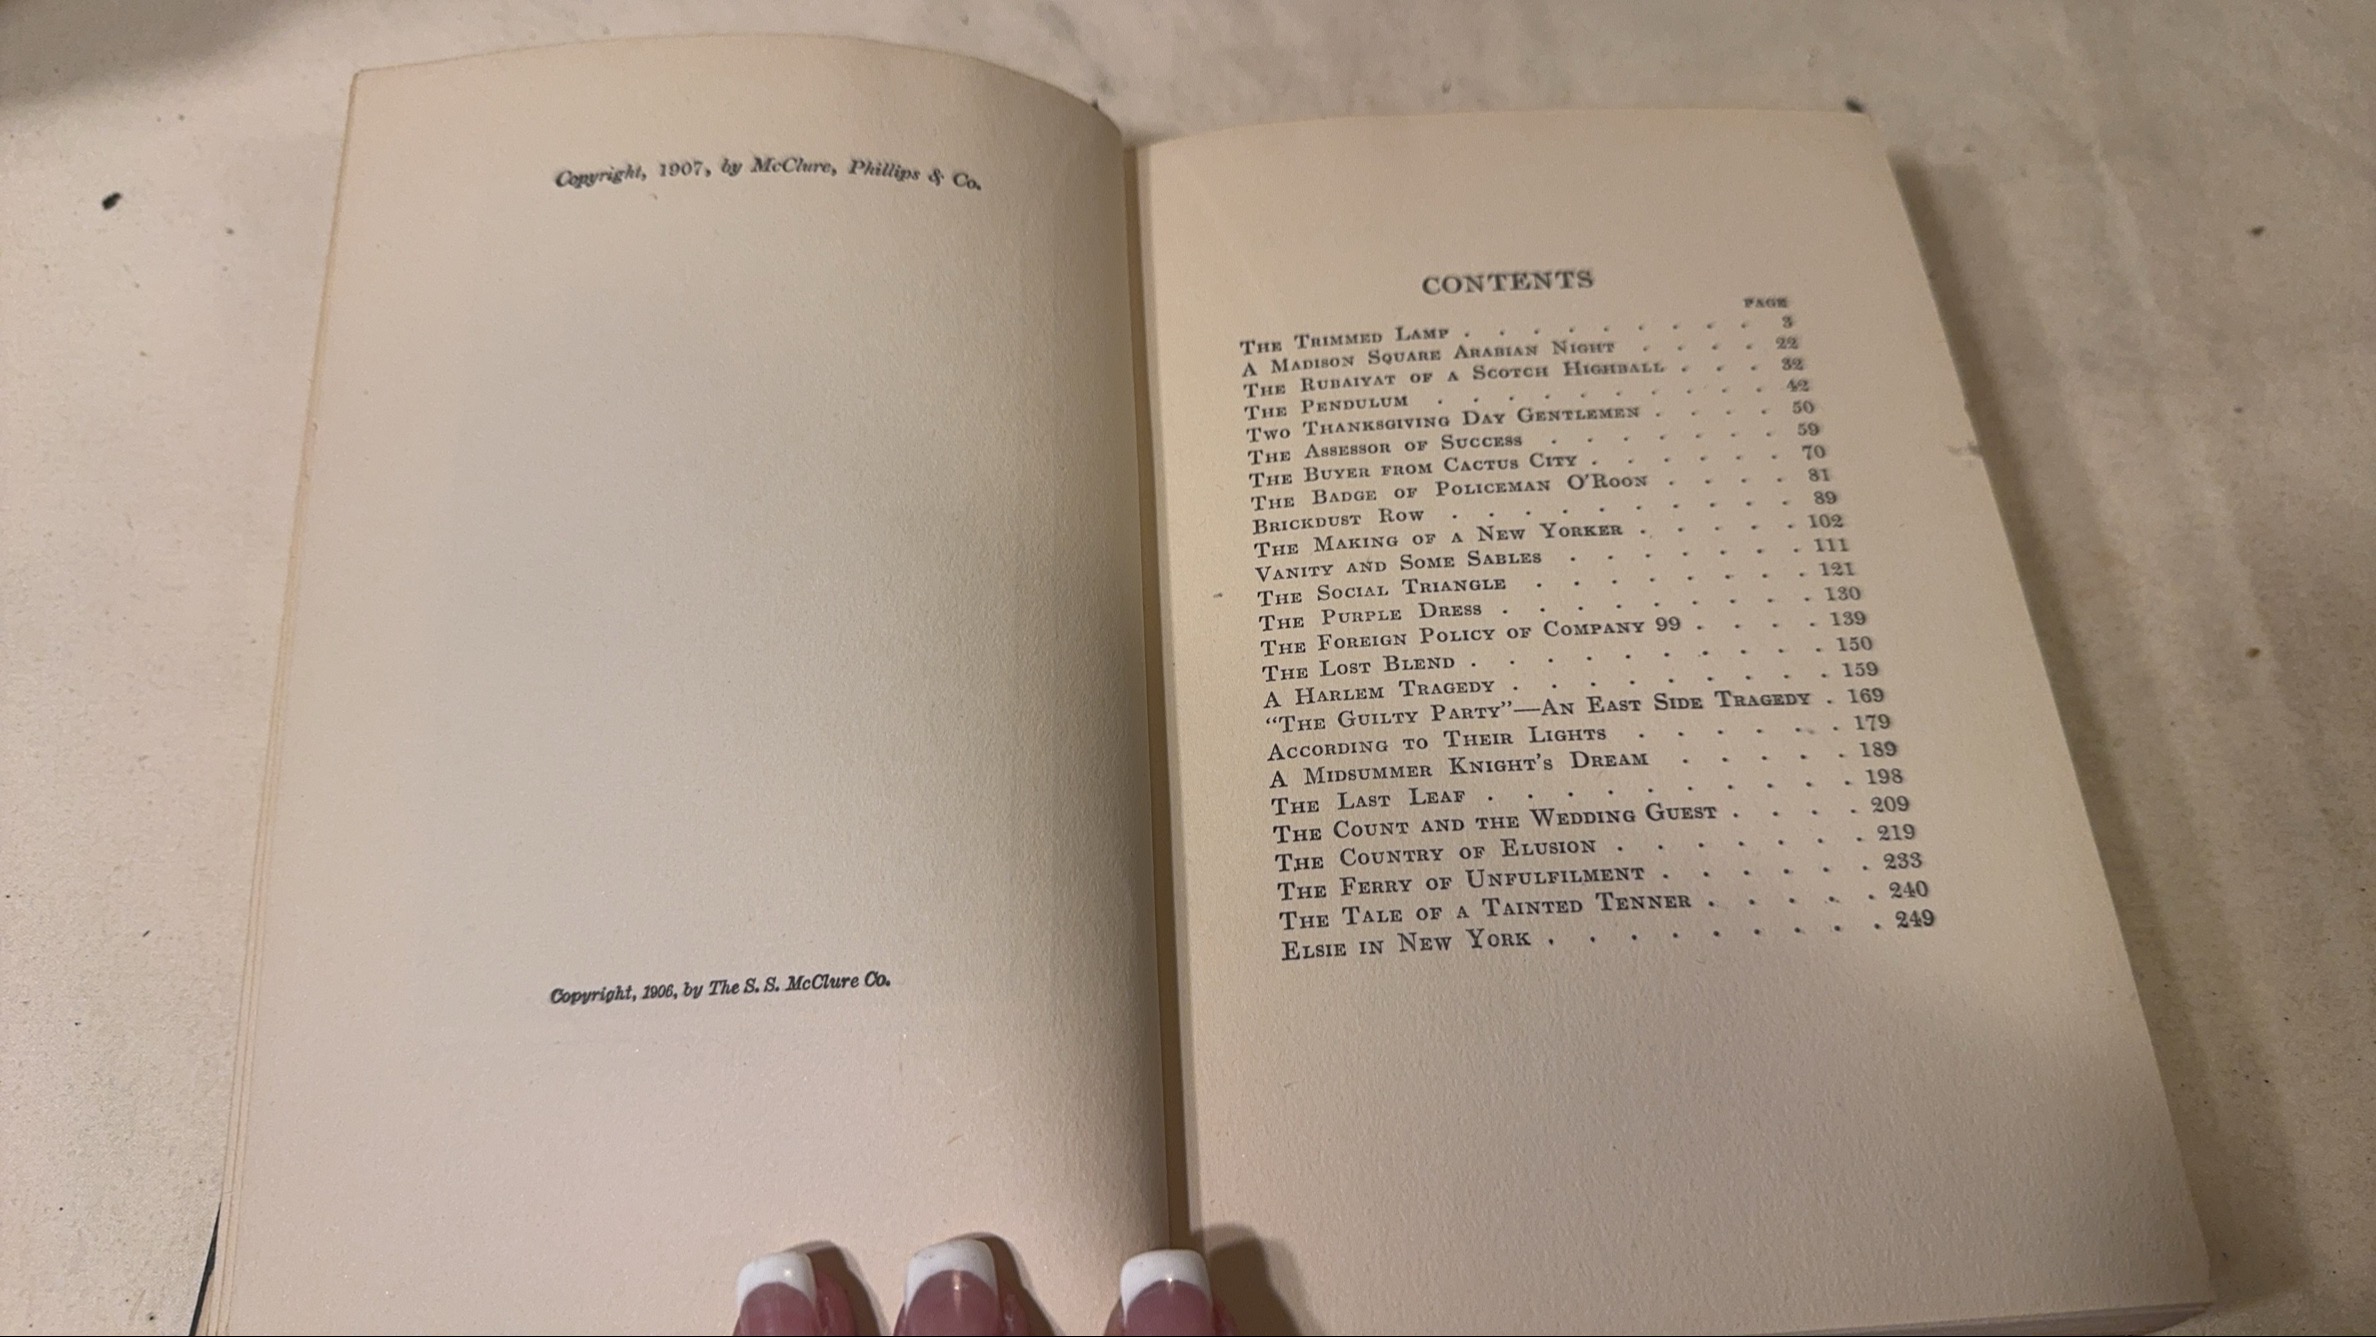 Copyright, 1907, by McClure, Phillips & Co.
Copyright, 1906, by The S. S. McClure Co.
CONTENTS
PAGE
The Trimmed Lamp . . . . . . . . . 3
A Madison Square Arabian Night . . . . 22
The Rubaiyat of a Scotch Highball . . . 32
The Pendulum . . . . . . . . . . 42
Two Thanksgiving Day Gentlemen . . . . 50
The Assessor of Success . . . . . . . 59
The Buyer from Cactus City . . . . . . 70
The Badge of Policeman O'Roon . . . . 81
Brickdust Row . . . . . . . . . . 89
The Making of a New Yorker . . . . . 102
Vanity and Some Sables . . . . . . . 111
The Social Triangle . . . . . . . . 121
The Purple Dress . . . . . . . . . 130
The Foreign Policy of Company 99 . . . . 139
The Lost Blend . . . . . . . . . . 150
A Harlem Tragedy . . . . . . . . . 159
“The Guilty Party”—An East Side Tragedy . 169
According to Their Lights . . . . . . 179
A Midsummer Knight's Dream . . . . . 189
The Last Leaf . . . . . . . . . . 198
The Count and the Wedding Guest . . . . 209
The Country of Elusion . . . . . . . 219
The Ferry of Unfulfilment . . . . . . 233
The Tale of a Tainted Tenner . . . . . 240
Elsie in New York . . . . . . . . . 249